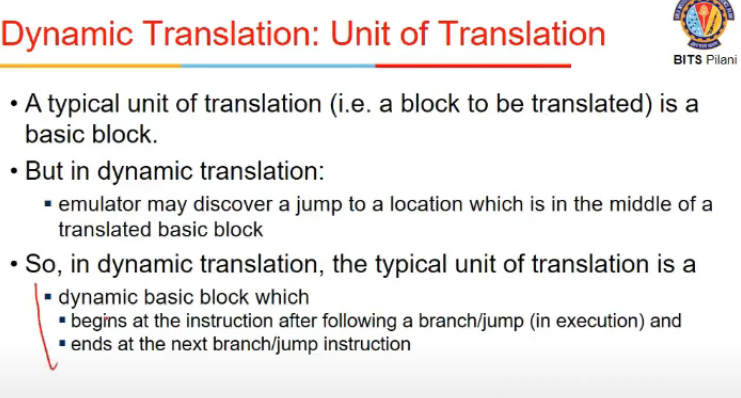 Dynamic Translation: Unit of Translation
BITS Pilani
• A typical unit of translation (i.e. a block to be translated) is a
basic block.
• But in dynamic translation:
▪ emulator may discover a jump to a location which is in the middle of a
translated basic block
• So, in dynamic translation, the typical unit of translation is a
▪ dynamic basic block which
▪ begins at the instruction after following a branch/jump (in execution) and
▪ ends at the next branch/jump instruction